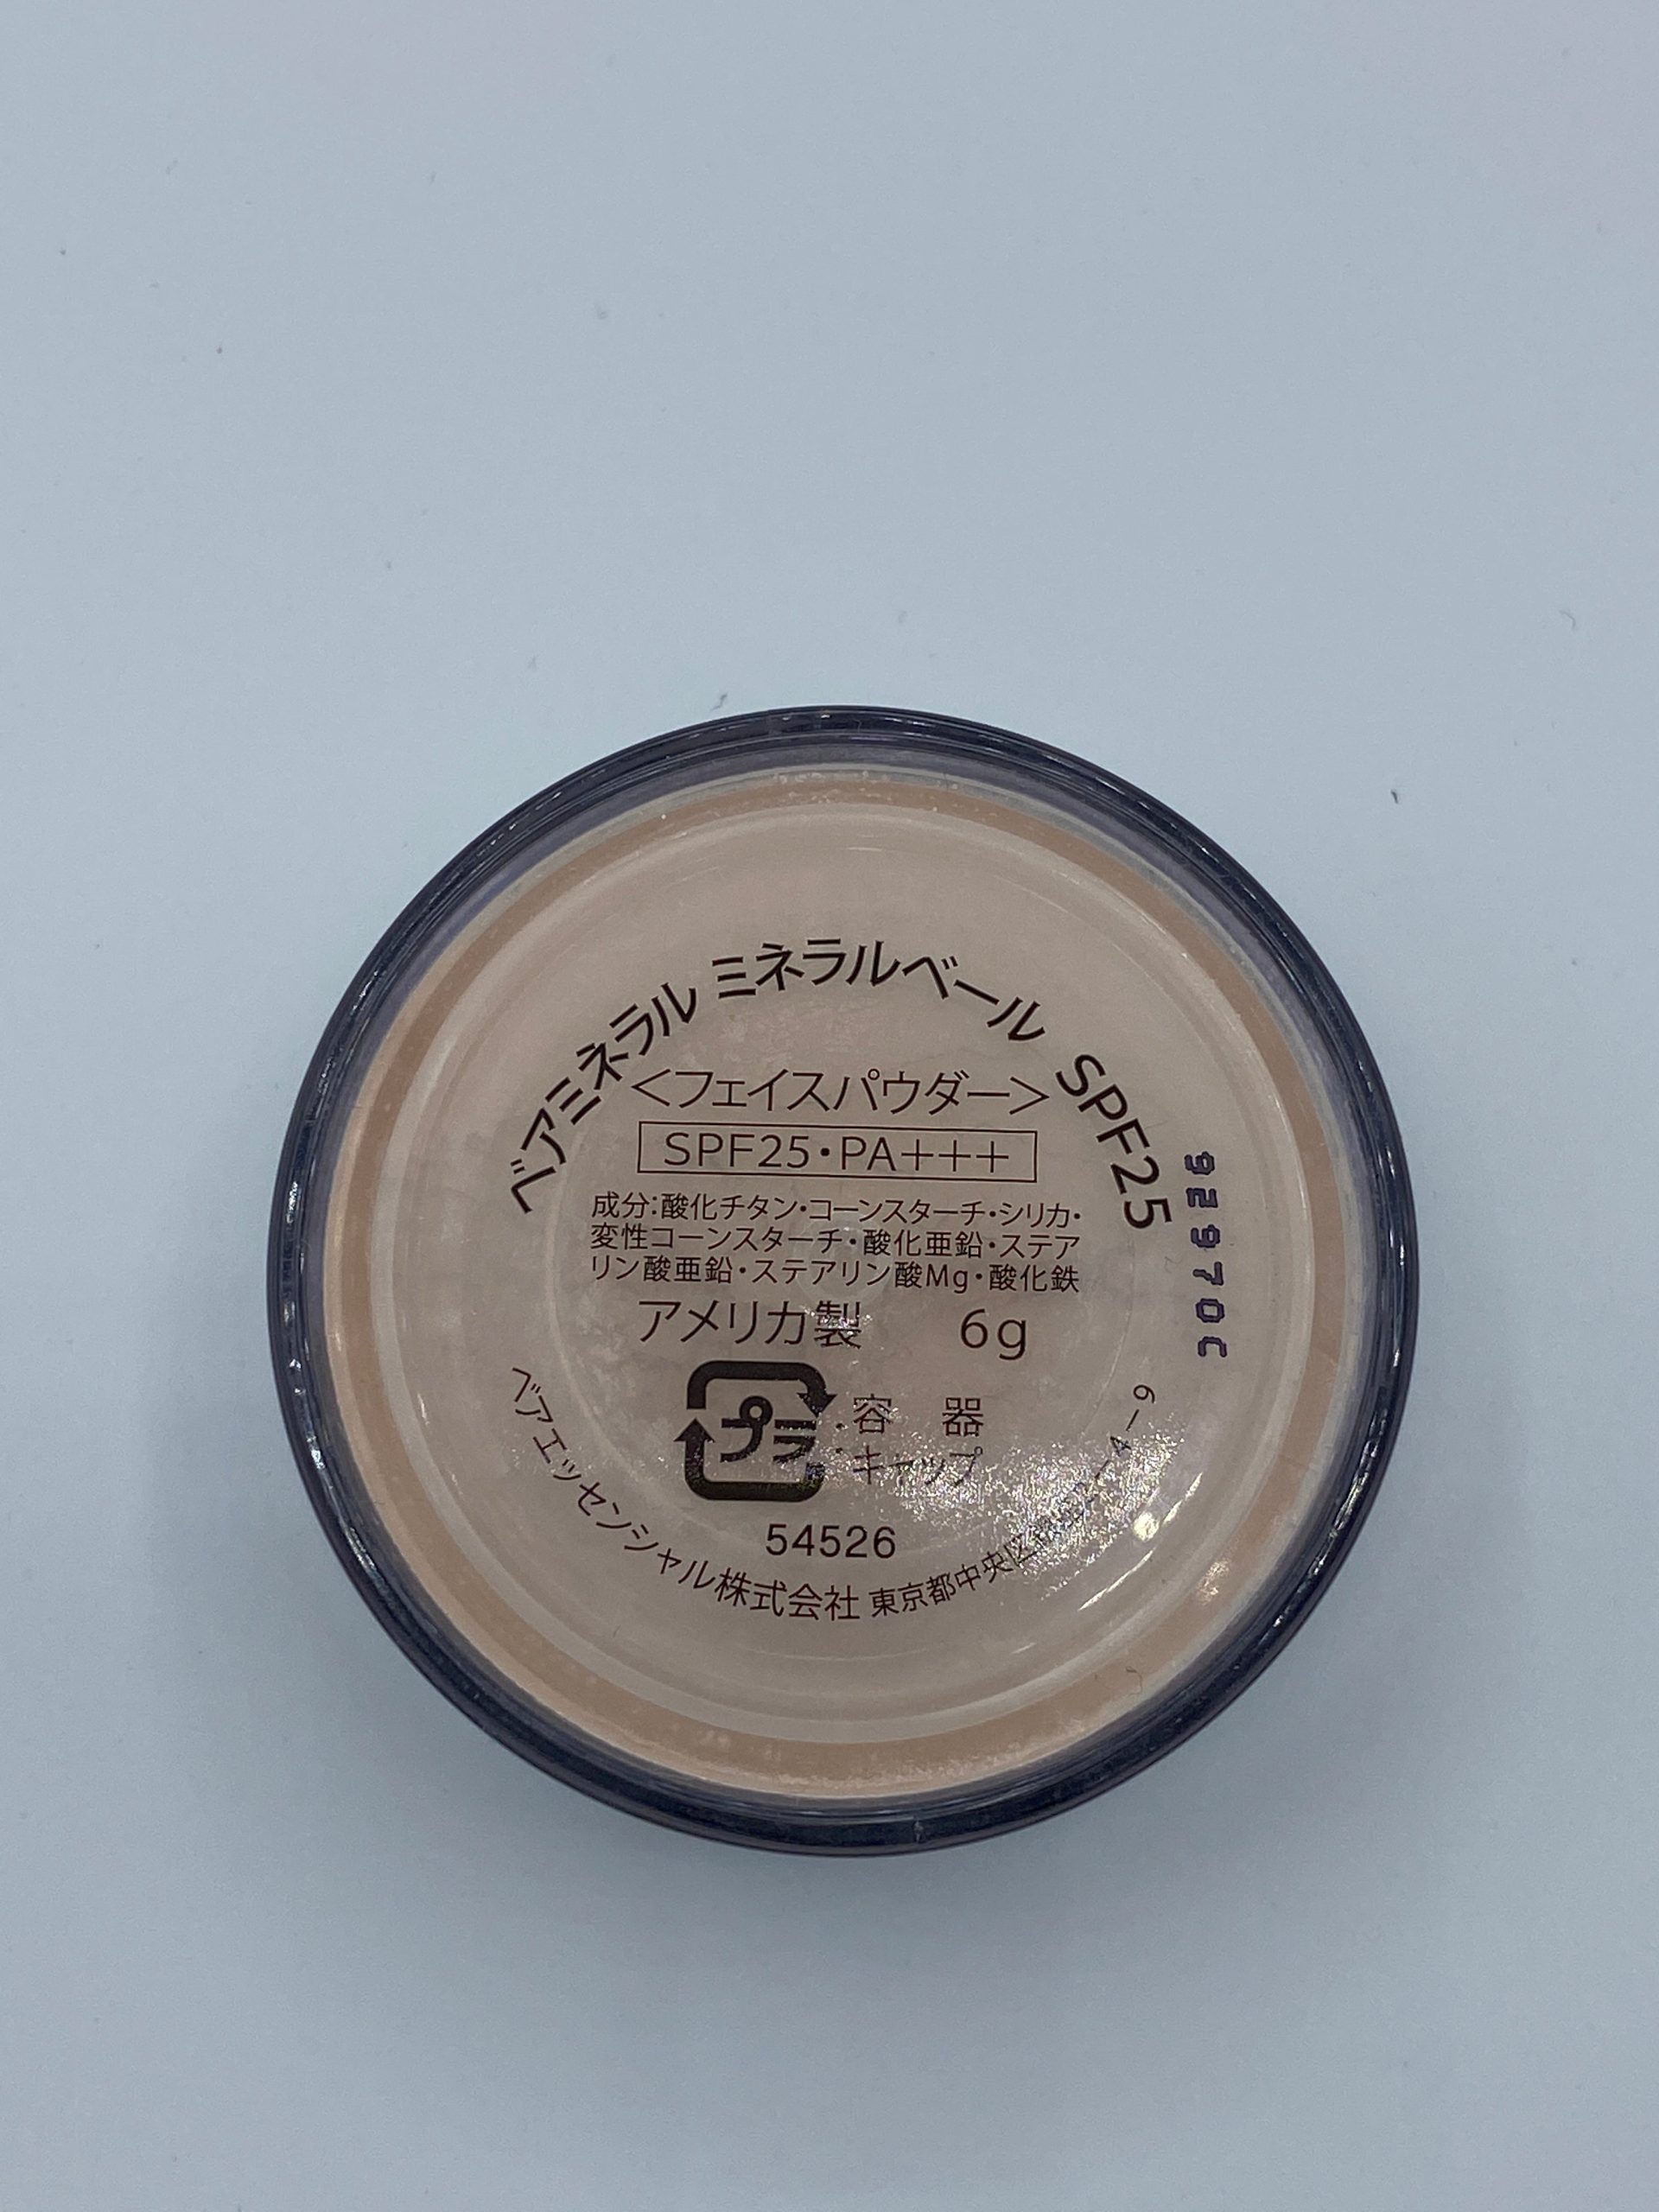 ベアミネラル ミネラルベール SPF25
＜フェイスパウダー＞
SPF25・PA+++
成分:酸化チタン・コーンスターチ・シリカ・
変性コーンスターチ・酸化亜鉛・ステア
リン酸亜鉛・ステアリン酸Mg・酸化鉄
アメリカ製 6g
プラ 容 器
キャップ
54526
ベアエッセンシャル株式会社 東京都中央区
9Z970C